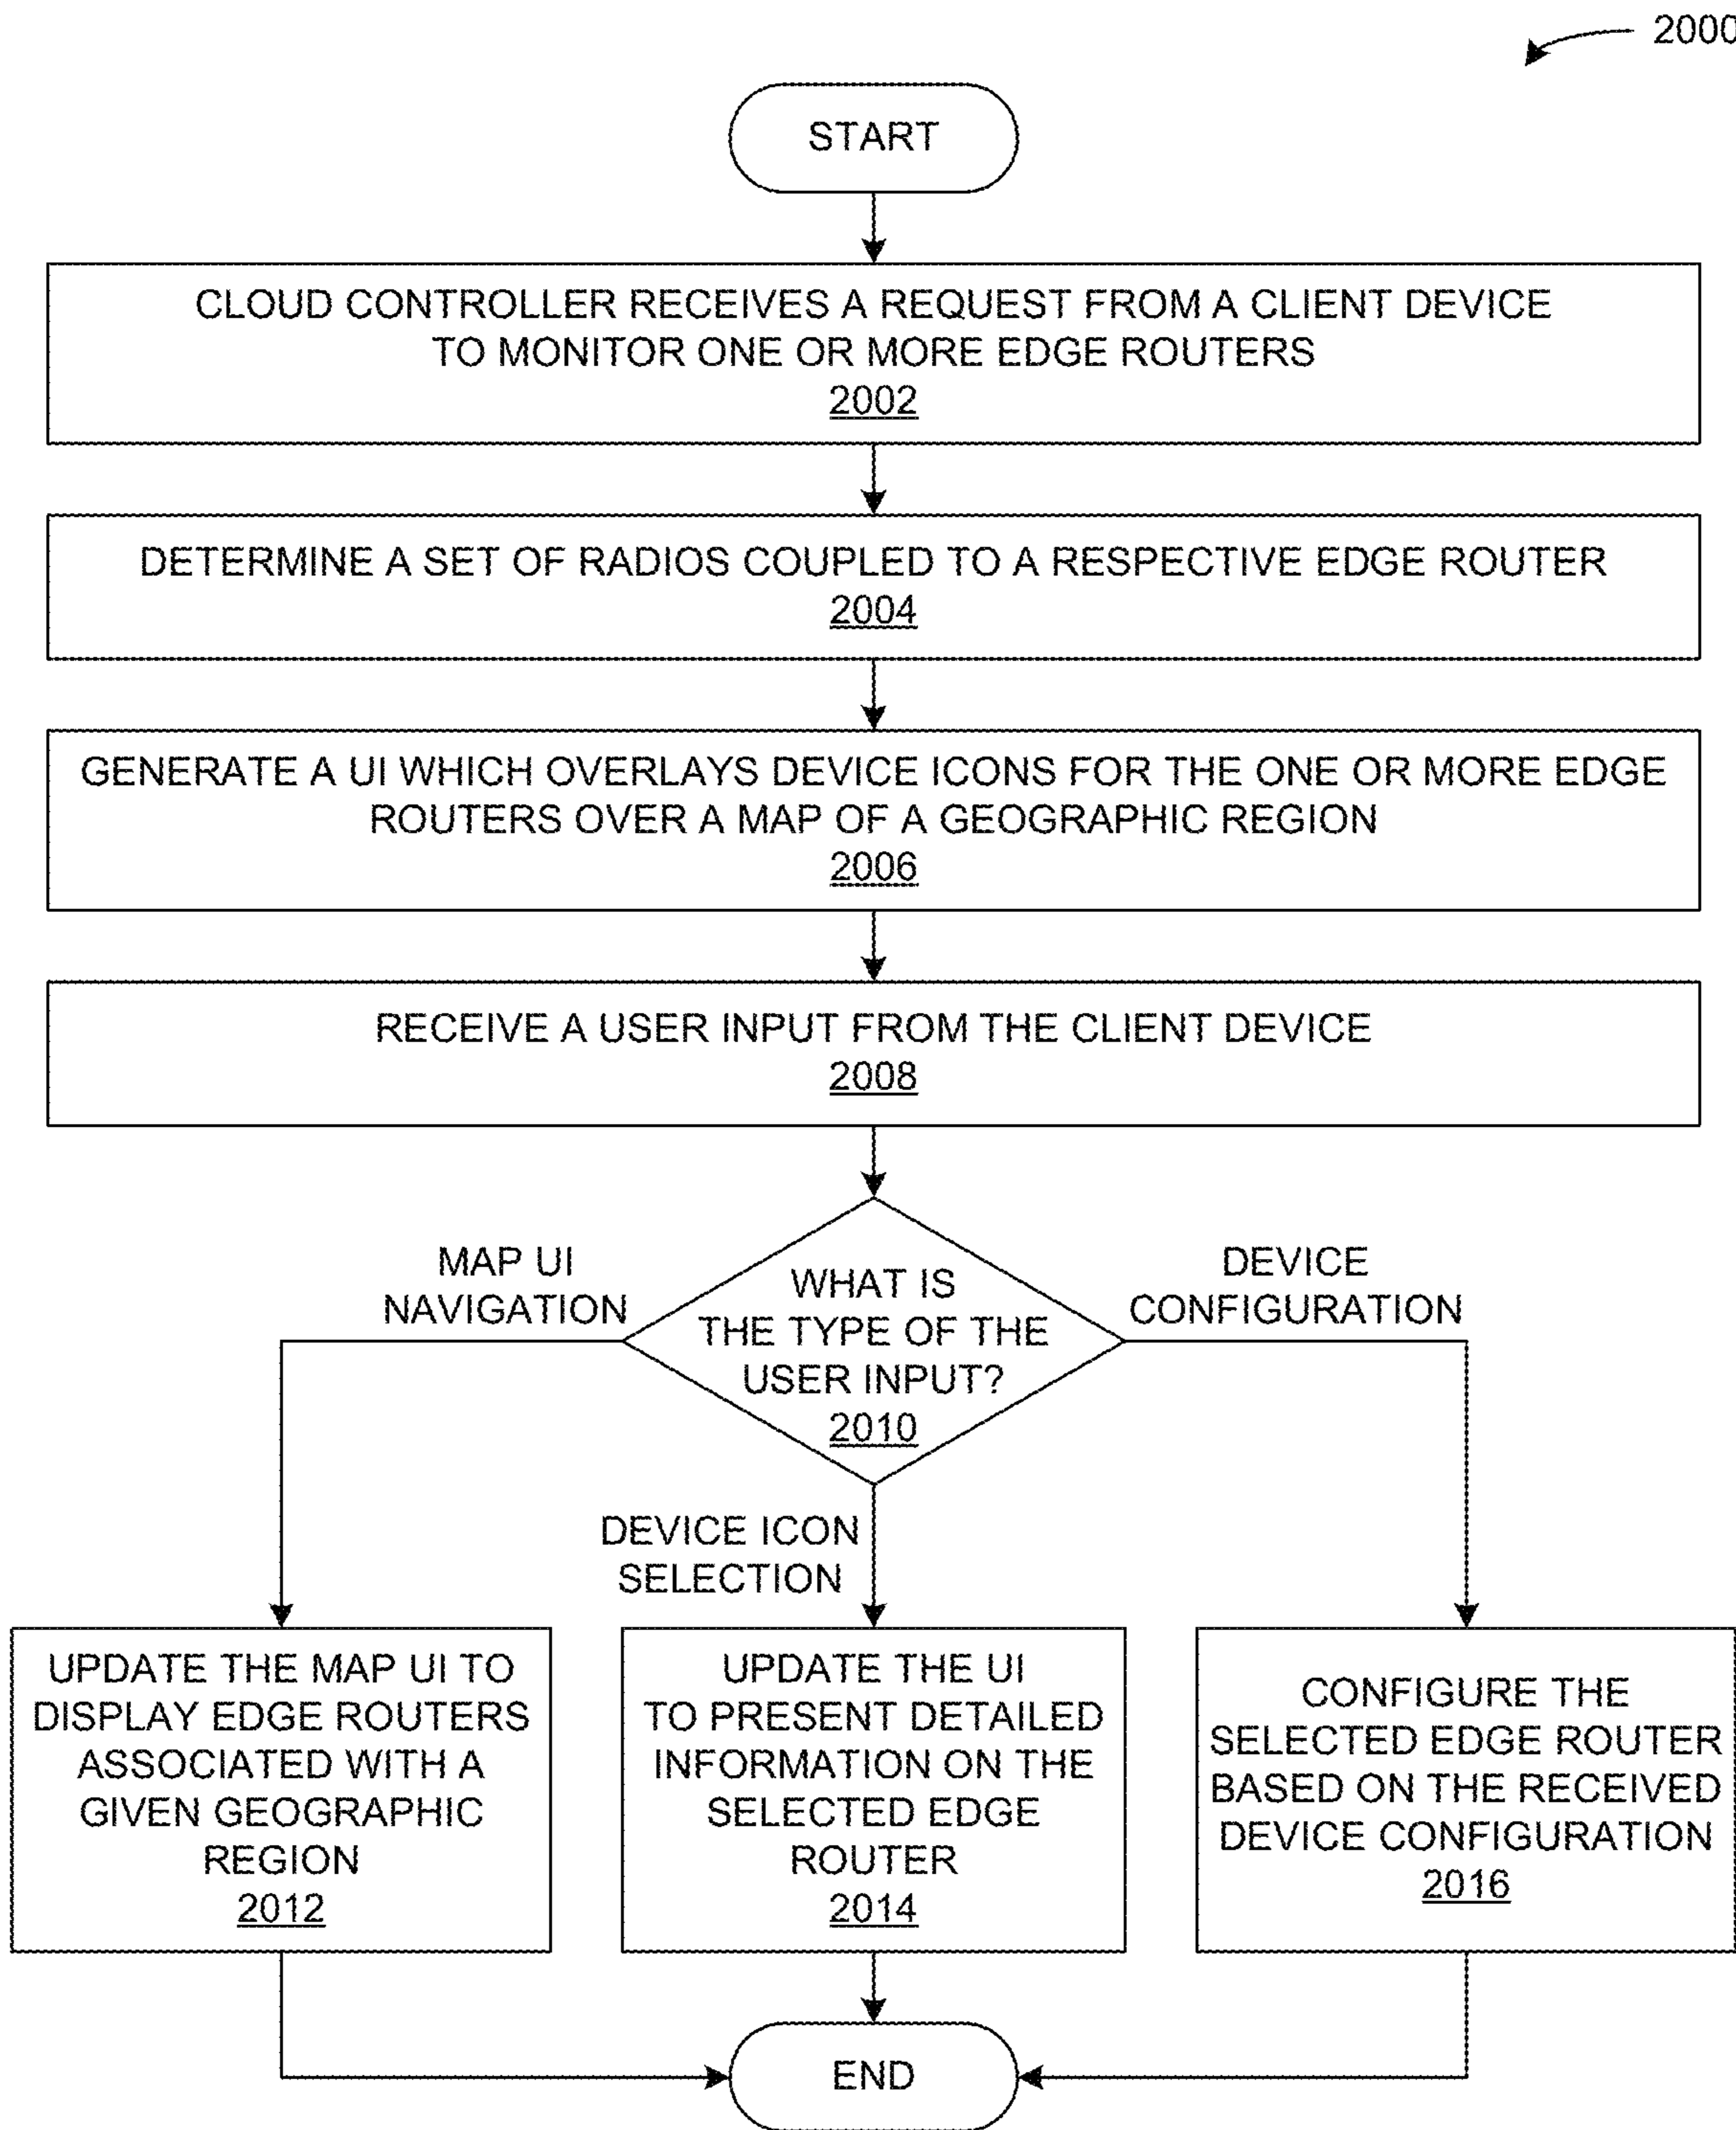 2000
START
CLOUD CONTROLLER RECEIVES A REQUEST FROM A CLIENT DEVICE
TO MONITOR ONE OR MORE EDGE ROUTERS
2002
DETERMINE A SET OF RADIOS COUPLED TO A RESPECTIVE EDGE ROUTER
2004
GENERATE A UI WHICH OVERLAYS DEVICE ICONS FOR THE ONE OR MORE EDGE
ROUTERS OVER A MAP OF A GEOGRAPHIC REGION
2006
RECEIVE A USER INPUT FROM THE CLIENT DEVICE
2008
MAP UI
NAVIGATION
WHAT IS
THE TYPE OF THE
USER INPUT?
2010
DEVICE
CONFIGURATION
DEVICE ICON
SELECTION
UPDATE THE MAP UI TO
DISPLAY EDGE ROUTERS
ASSOCIATED WITH A
GIVEN GEOGRAPHIC
REGION
2012
UPDATE THE UI
TO PRESENT DETAILED
INFORMATION ON THE
SELECTED EDGE
ROUTER
2014
CONFIGURE THE
SELECTED EDGE ROUTER
BASED ON THE RECEIVED
DEVICE CONFIGURATION
2016
END